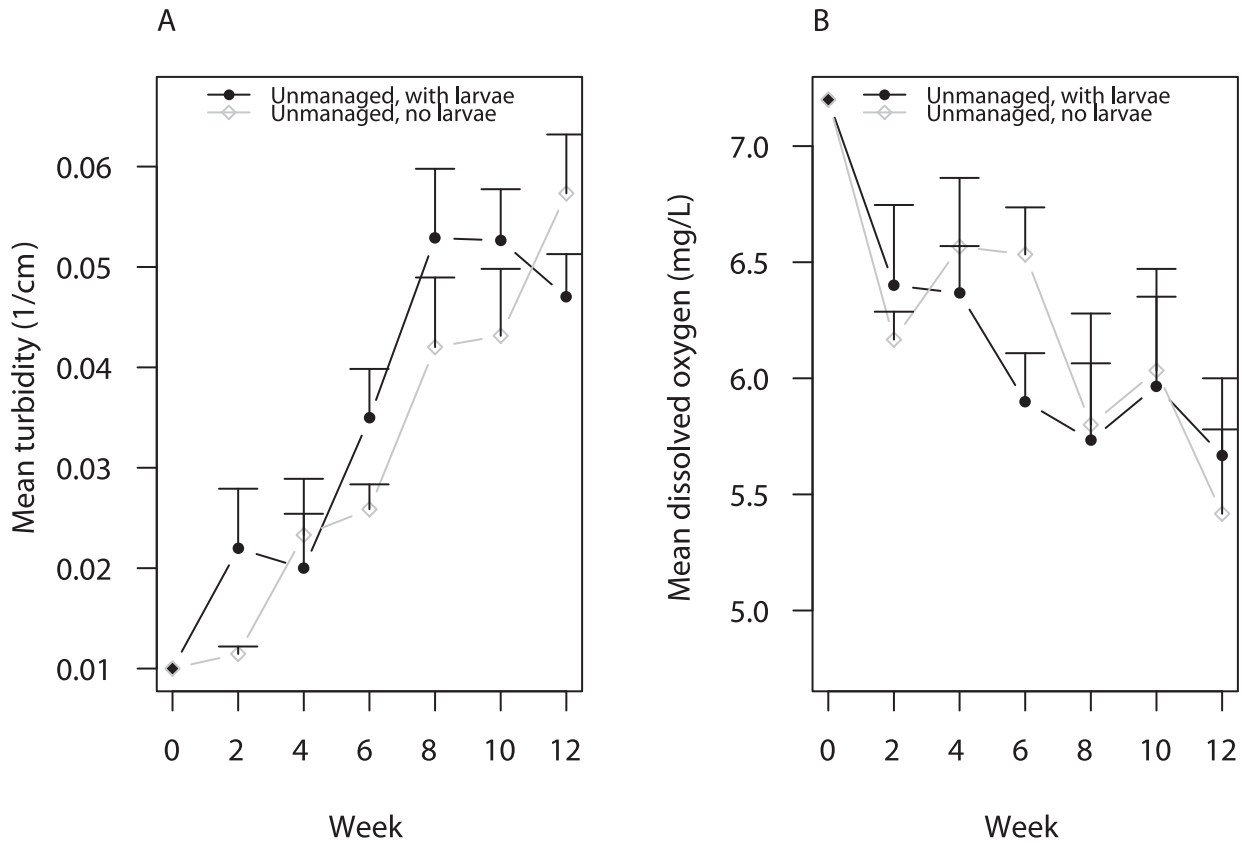 A
Unmanaged, with larvae
Unmanaged, no larvae
Mean turbidity (1/cm)
0.06
0.05
0.04
0.03
0.02
0.01
0 2 4 6 8 10 12
Week
B
Unmanaged, with larvae
Unmanaged, no larvae
Mean dissolved oxygen (mg/L)
7.0
6.5
6.0
5.5
5.0
0 2 4 6 8 10 12
Week